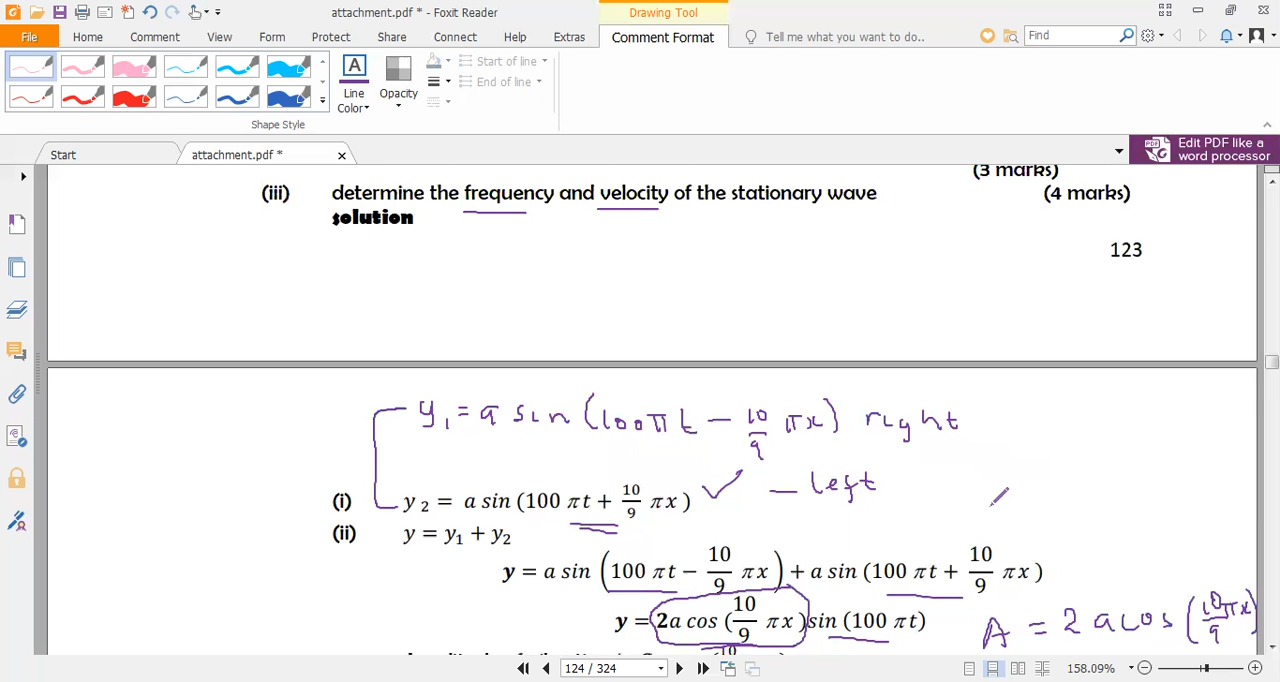 attachment.pdf * - Foxit Reader
Drawing Tool
File Home Comment View Form Protect Share Connect Help Extras Comment Format Tell me what you want to do.. Find
Line Color Opacity Start of line End of line
Shape Style
Start attachment.pdf * Edit PDF like a word processor
(3 marks)
(iii) determine the frequency and velocity of the stationary wave (4 marks)
solution
123
y₁ = a sin (100πt − 10/9 πx) right
(i) y ₂ = a sin (100 πt + 10/9 πx) ✓ — left
(ii) y = y₁ + y₂
y = a sin (100 πt − 10/9 πx) + a sin (100 πt + 10/9 πx)
y = 2a cos (10/9 πx) sin (100 πt) A = 2 a cos (10πx/9)
124 / 324 158.09%